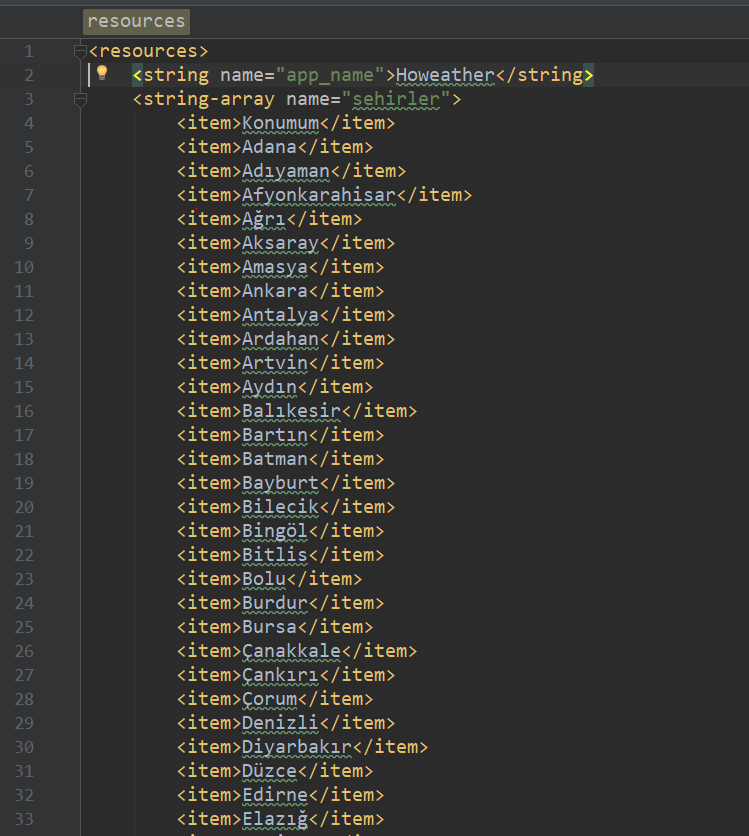 resources
1 <resources>
2 <string name="app_name">Howeather</string>
3 <string-array name="sehirler">
4 <item>Konumum</item>
5 <item>Adana</item>
6 <item>Adıyaman</item>
7 <item>Afyonkarahisar</item>
8 <item>Ağrı</item>
9 <item>Aksaray</item>
10 <item>Amasya</item>
11 <item>Ankara</item>
12 <item>Antalya</item>
13 <item>Ardahan</item>
14 <item>Artvin</item>
15 <item>Aydın</item>
16 <item>Balıkesir</item>
17 <item>Bartın</item>
18 <item>Batman</item>
19 <item>Bayburt</item>
20 <item>Bilecik</item>
21 <item>Bingöl</item>
22 <item>Bitlis</item>
23 <item>Bolu</item>
24 <item>Burdur</item>
25 <item>Bursa</item>
26 <item>Çanakkale</item>
27 <item>Çankırı</item>
28 <item>Çorum</item>
29 <item>Denizli</item>
30 <item>Diyarbakır</item>
31 <item>Düzce</item>
32 <item>Edirne</item>
33 <item>Elazığ</item>